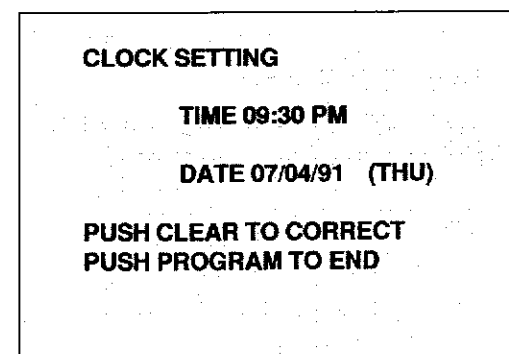 CLOCK SETTING
TIME 09:30 PM
DATE 07/04/91 (THU)
PUSH CLEAR TO CORRECT
PUSH PROGRAM TO END